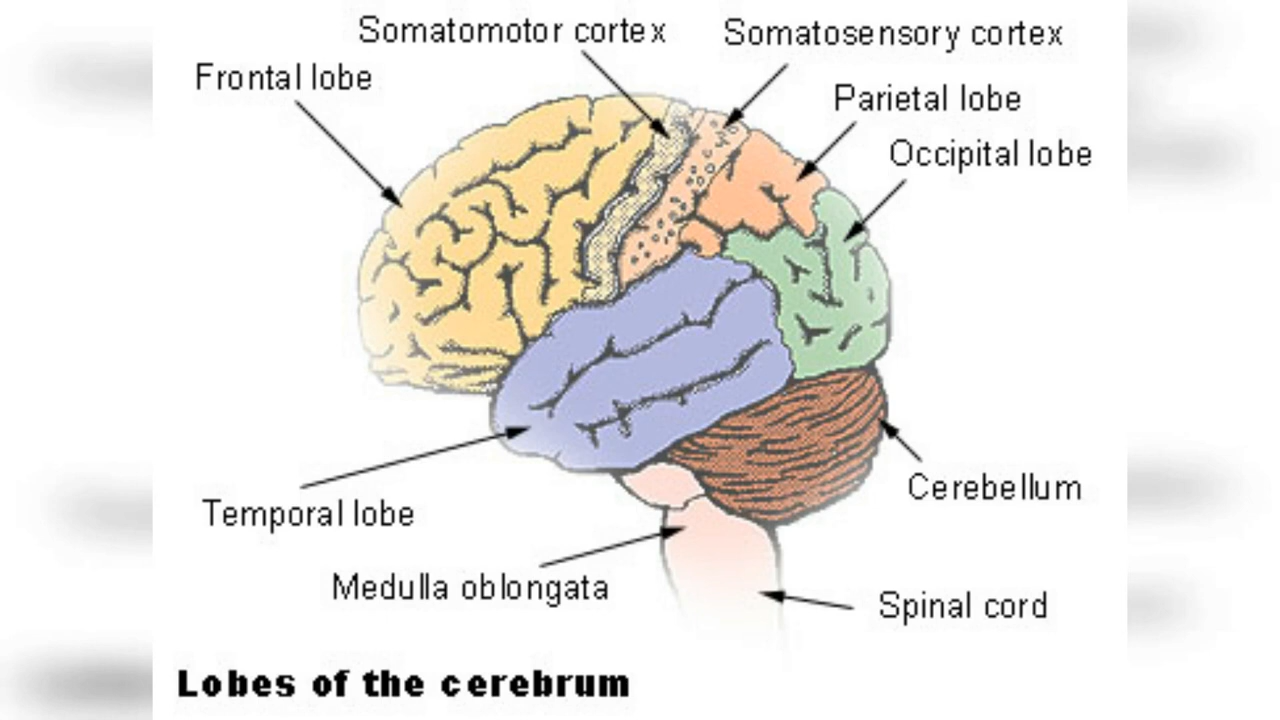 Somatomotor cortex
Somatosensory cortex
Frontal lobe
Parietal lobe
Occipital lobe
Cerebellum
Temporal lobe
Medulla oblongata
Spinal cord
Lobes of the cerebrum